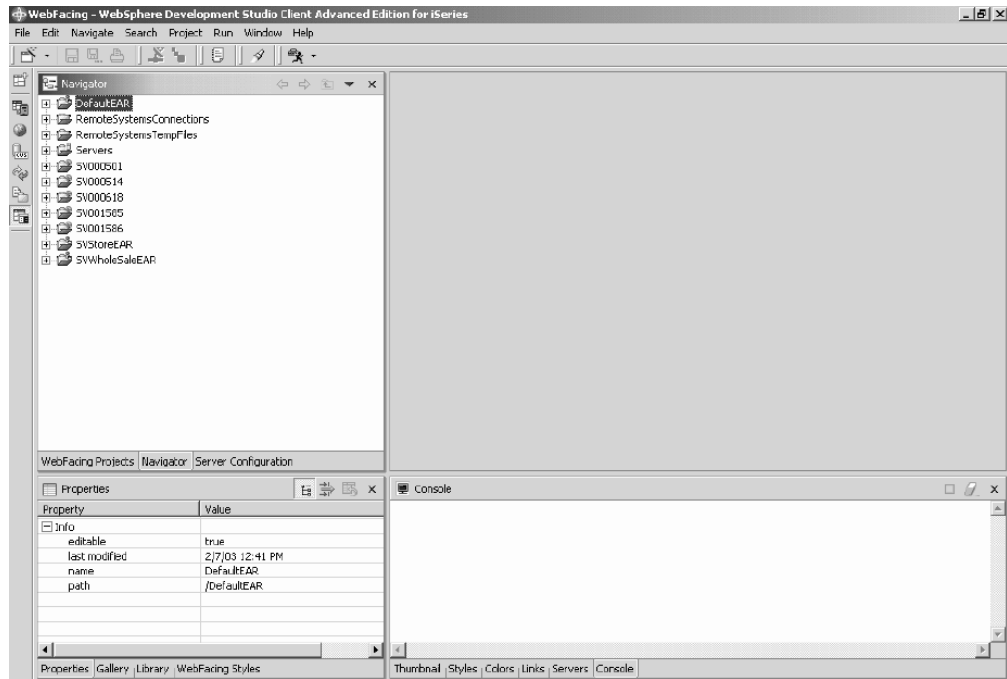 WebFacing - WebSphere Development Studio Client Advanced Edition for iSeries
File Edit Navigate Search Project Run Window Help
Navigator
DefaultEAR
RemoteSystemsConnections
RemoteSystemsTempFiles
Servers
SV000501
SV000514
SV000618
SV001585
SV001586
SVStoreEAR
SVWholeSaleEAR
WebFacing Projects Navigator Server Configuration
Properties
Property Value
Info
editable true
last modified 2/7/03 12:41 PM
name DefaultEAR
path /DefaultEAR
Properties Gallery Library WebFacing Styles
Console
Thumbnail Styles Colors Links Servers Console